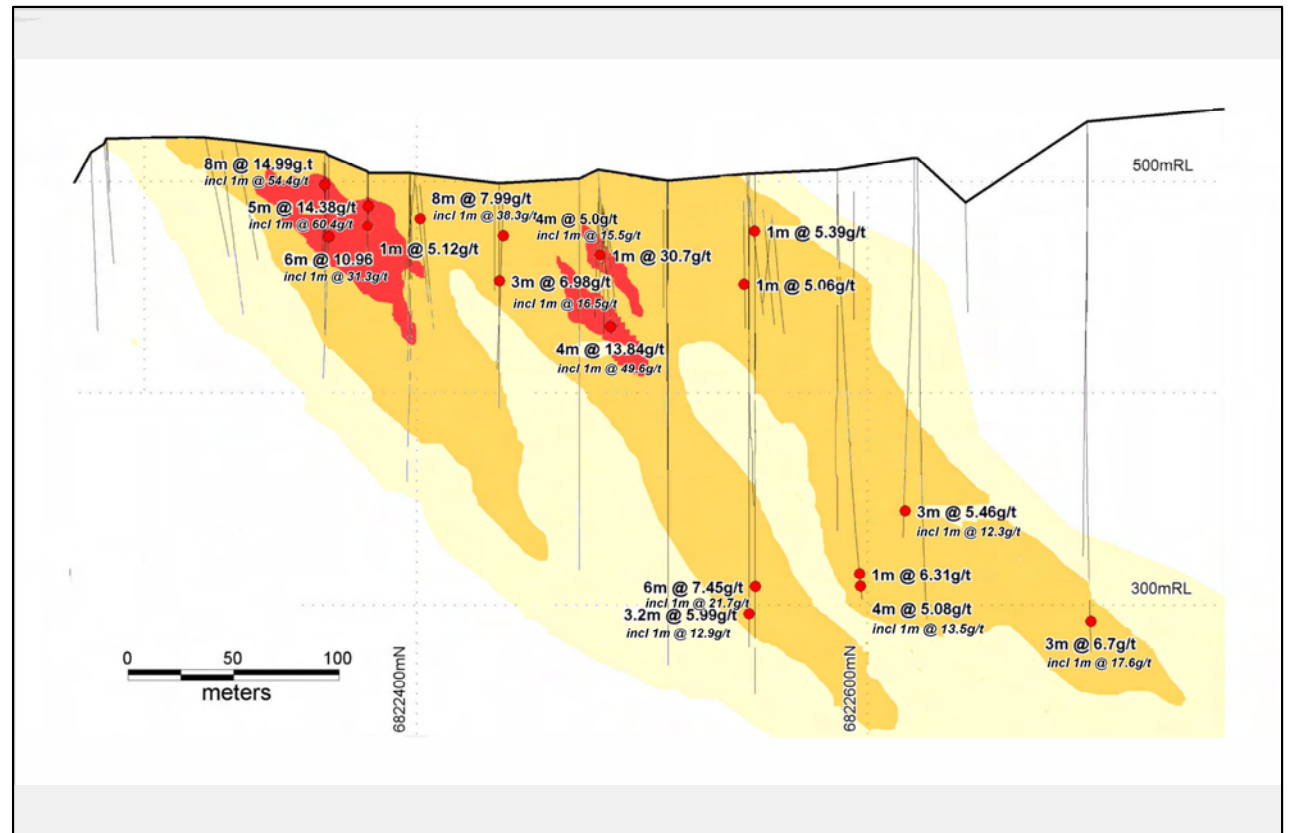 500mRL
8m @ 14.99g.t
incl 1m @ 54.4g/t
5m @ 14.38g/t
incl 1m @ 60.4g/t
6m @ 10.96
incl 1m @ 31.3g/t
1m @ 5.12g/t
8m @ 7.99g/t
incl 1m @ 38.3g/t
4m @ 5.0g/t
incl 1m @ 15.5g/t
1m @ 30.7g/t
3m @ 6.98g/t
incl 1m @ 16.5g/t
4m @ 13.84g/t
incl 1m @ 49.6g/t
1m @ 5.39g/t
1m @ 5.06g/t
3m @ 5.46g/t
incl 1m @ 12.3g/t
1m @ 6.31g/t
4m @ 5.08g/t
incl 1m @ 13.5g/t
6m @ 7.45g/t
incl 1m @ 21.7g/t
3.2m @ 5.99g/t
incl 1m @ 12.9g/t
300mRL
3m @ 6.7g/t
incl 1m @ 17.6g/t
0 50 100
meters
6822400mN
6822600mN